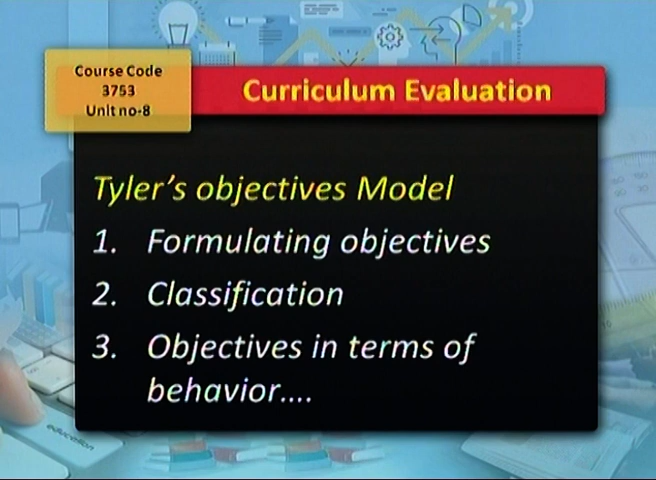 Course Code
3753
Unit no-8
Curriculum Evaluation
Tyler's objectives Model
1. Formulating objectives
2. Classification
3. Objectives in terms of
behavior....
education